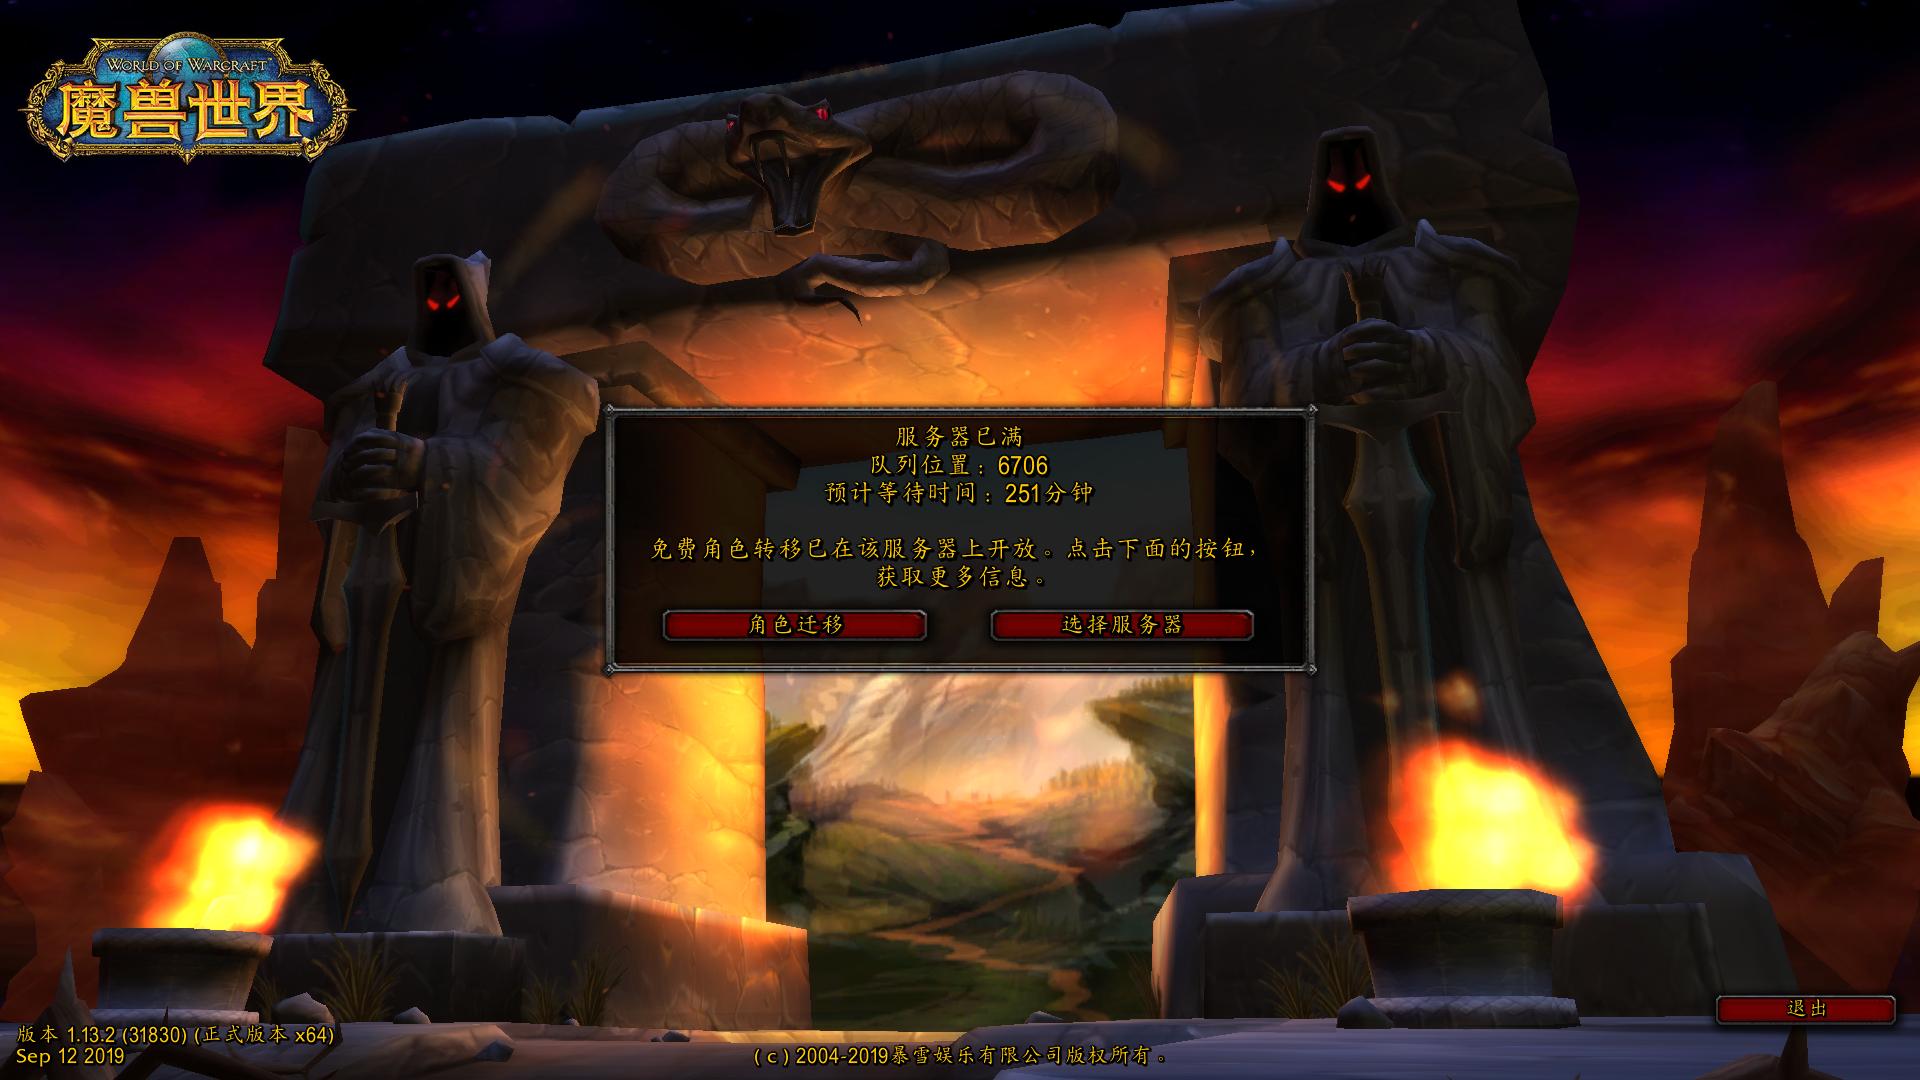 WORLD OF WARCRAFT
魔兽世界
服务器已满
队列位置：6706
预计等待时间：251分钟
免费角色转移已在该服务器上开放。点击下面的按钮，
获取更多信息。
角色迁移
选择服务器
退出
版本 1.13.2 (31830) (正式版本 x64)
Sep 12 2019
(c) 2004-2019暴雪娱乐有限公司版权所有。